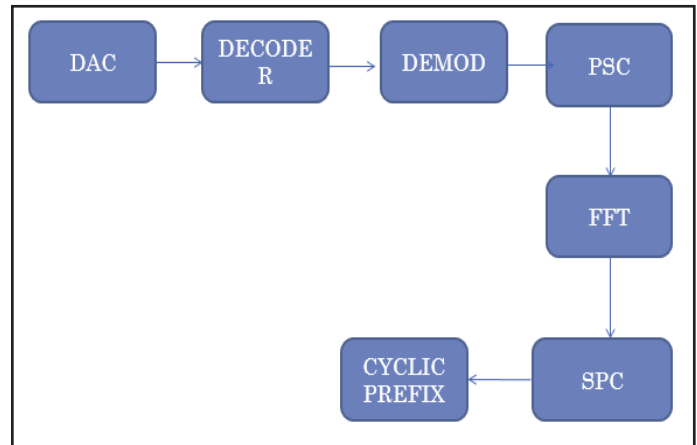 DAC
DECODE
R
DEMOD
PSC
FFT
SPC
CYCLIC
PREFIX